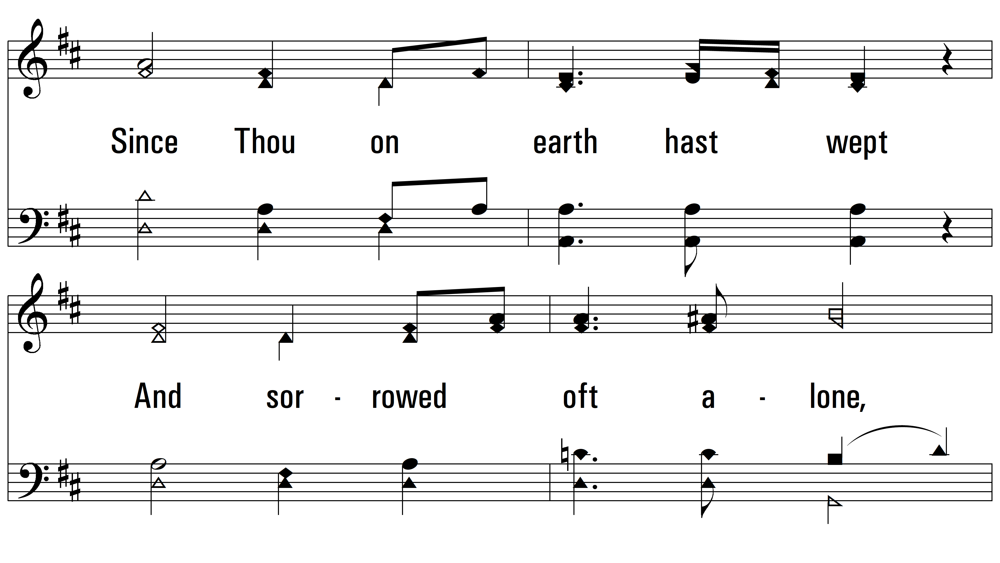 Since Thou on earth hast wept
And sor - rowed oft a - lone,